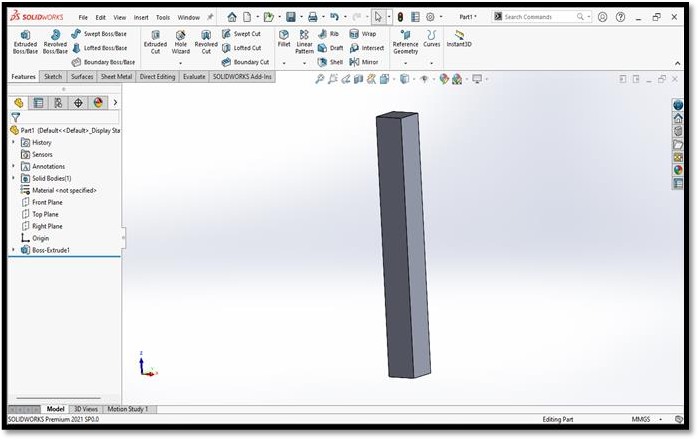 SOLIDWORKS File Edit View Insert Tools Window Part1 * Search Commands
Extruded Boss/Base Revolved Boss/Base Swept Boss/Base Lofted Boss/Base Boundary Boss/Base Extruded Cut Hole Wizard Revolved Cut Swept Cut Lofted Cut Boundary Cut Fillet Linear Pattern Rib Draft Shell Wrap Intersect Mirror Reference Geometry Curves Instant3D
Features Sketch Surfaces Sheet Metal Direct Editing Evaluate SOLIDWORKS Add-Ins
Part1 (Default<<Default>_Display Sta
History
Sensors
Annotations
Solid Bodies(1)
Material <not specified>
Front Plane
Top Plane
Right Plane
Origin
Boss-Extrude1
Z
Model 3D Views Motion Study 1
SOLIDWORKS Premium 2021 SP0.0 Editing Part MMGS